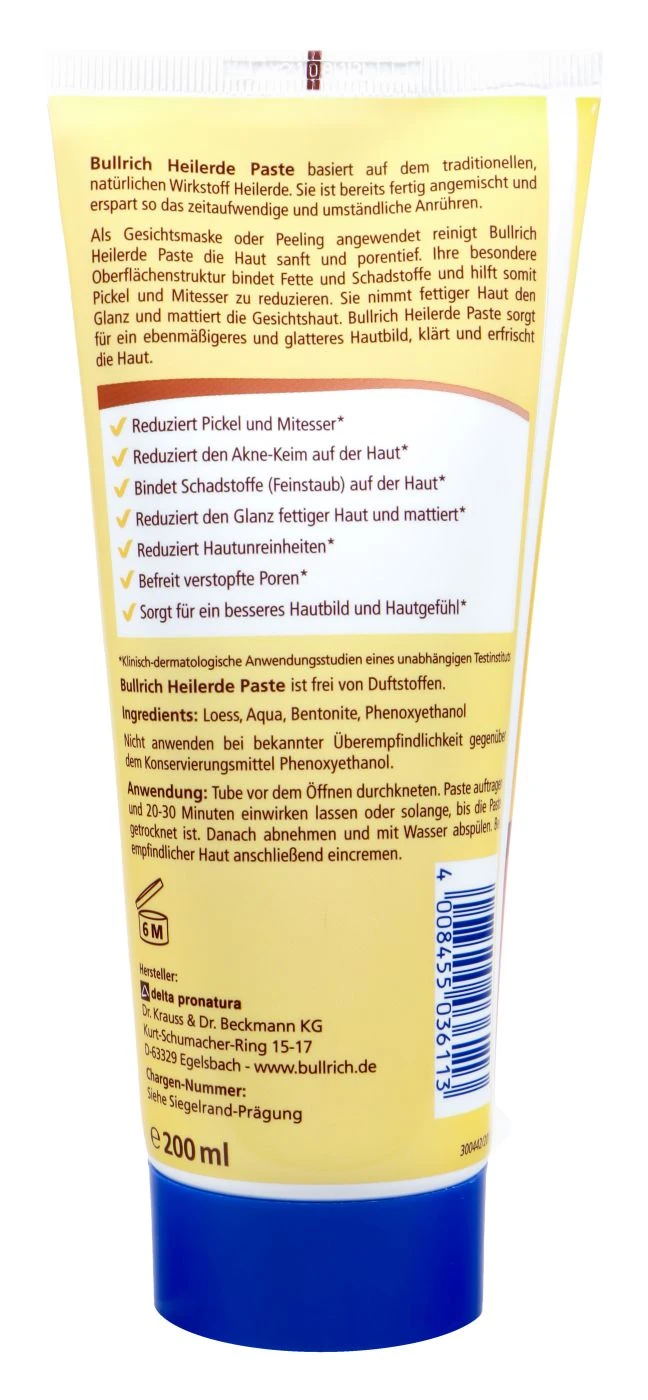 Bullrich Heilerde Paste basiert auf dem traditionellen,
natürlichen Wirkstoff Heilerde. Sie ist bereits fertig angemischt und
erspart so das zeitaufwendige und umständliche Anrühren.
Als Gesichtsmaske oder Peeling angewendet reinigt Bullrich
Heilerde Paste die Haut sanft und porentief. Ihre besondere
Oberflächenstruktur bindet Fette und Schadstoffe und hilft somit
Pickel und Mitesser zu reduzieren. Sie nimmt fettiger Haut den
Glanz und mattiert die Gesichtshaut. Bullrich Heilerde Paste sorgt
für ein ebenmäßigeres und glatteres Hautbild, klärt und erfrischt
die Haut.
Reduziert Pickel und Mitesser*
Reduziert den Akne-Keim auf der Haut*
Bindet Schadstoffe (Feinstaub) auf der Haut*
Reduziert den Glanz fettiger Haut und mattiert*
Reduziert Hautunreinheiten*
Befreit verstopfte Poren*
Sorgt für ein besseres Hautbild und Hautgefühl*
*Klinisch-dermatologische Anwendungsstudien eines unabhängigen Testinstituts
Bullrich Heilerde Paste ist frei von Duftstoffen.
Ingredients: Loess, Aqua, Bentonite, Phenoxyethanol
Nicht anwenden bei bekannter Überempfindlichkeit gegenüber
dem Konservierungsmittel Phenoxyethanol.
Anwendung: Tube vor dem Öffnen durchkneten. Paste auftragen
und 20-30 Minuten einwirken lassen oder solange, bis die Paste
getrocknet ist. Danach abnehmen und mit Wasser abspülen.
empfindlicher Haut anschließend eincremen.
6 M
Hersteller:
delta pronatura
Dr. Krauss & Dr. Beckmann KG
Kurt-Schumacher-Ring 15-17
D-63329 Egelsbach - www.bullrich.de
Chargen-Nummer:
Siehe Siegelrand-Prägung
e 200 ml
4 008455 036113